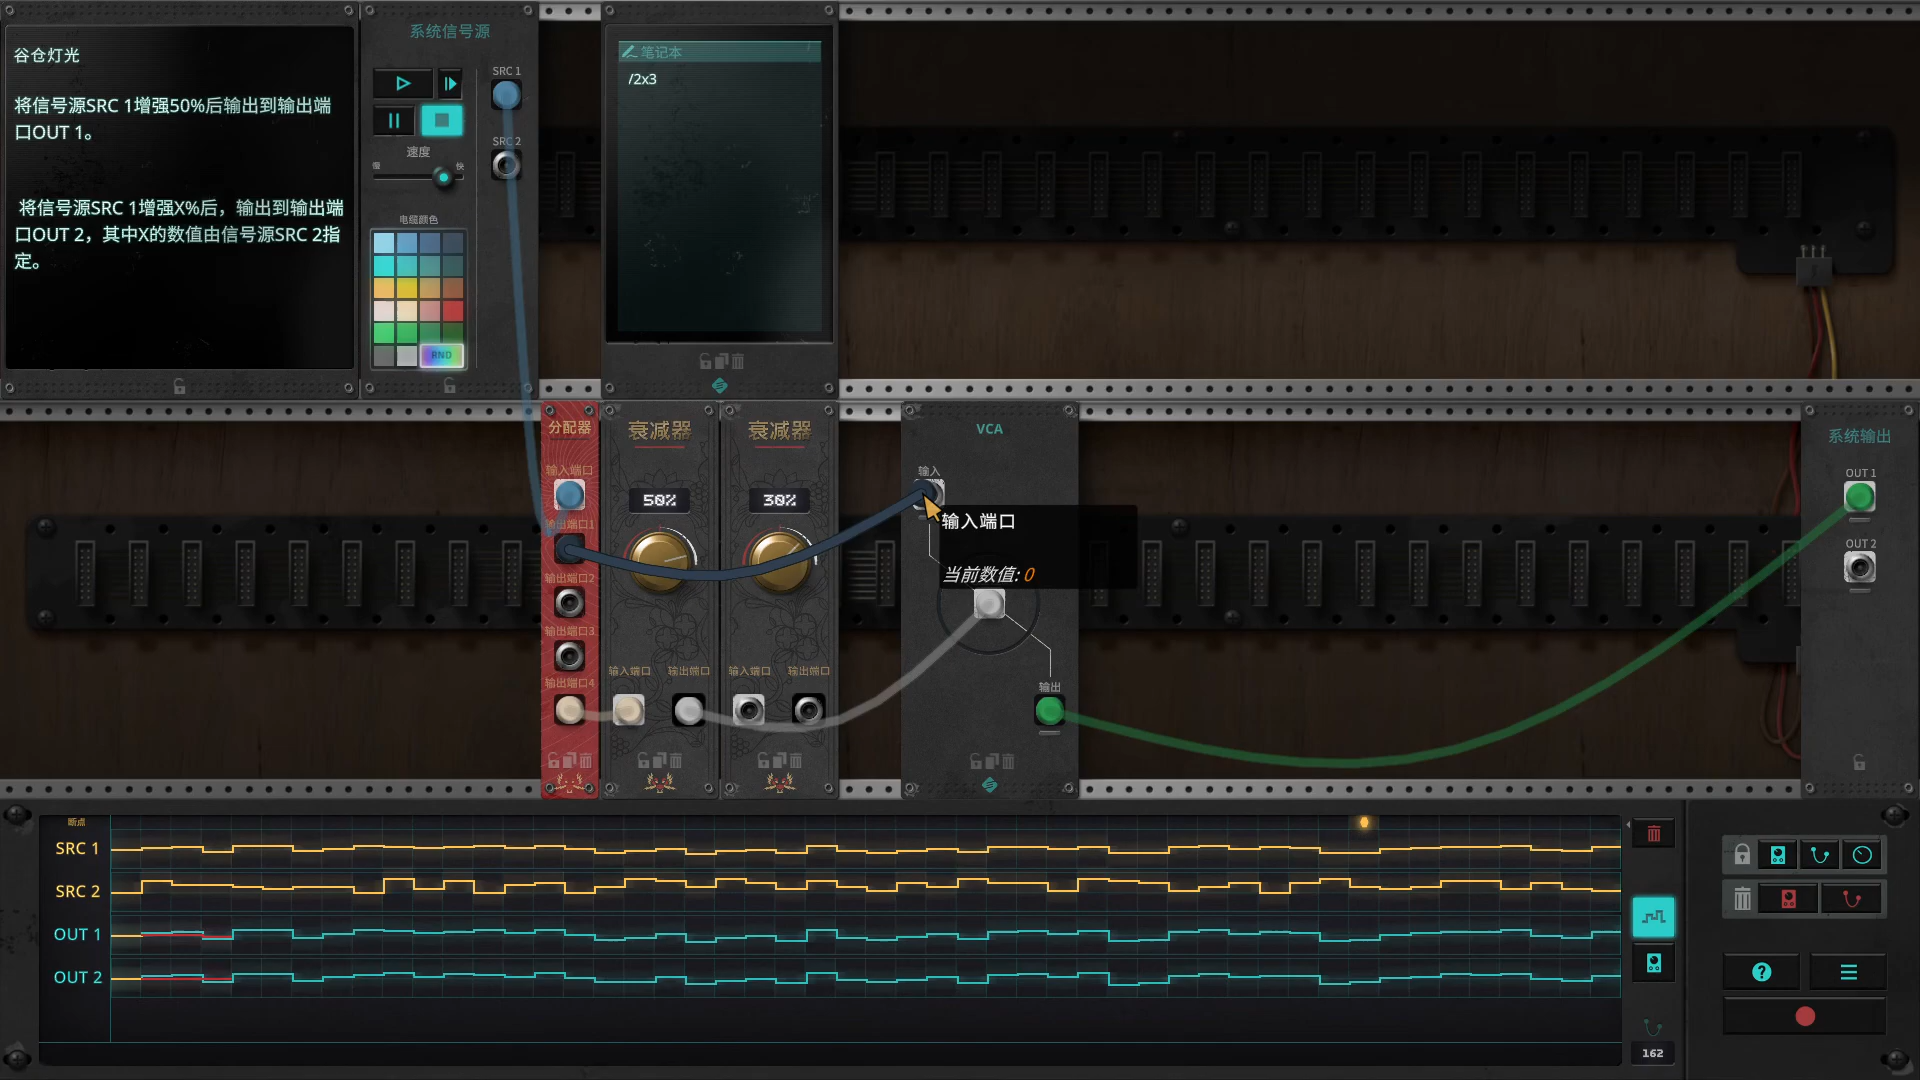 谷仓灯光
将信号源SRC 1增强50%后输出到输出端
口OUT 1。
将信号源SRC 1增强X%后，输出到输出端
口OUT 2，其中X的数值由信号源SRC 2指
定。
系统信号源
SRC 1
SRC 2
速度
慢
快
电缆颜色
RND
笔记本
/2x3
分配器
输入端口
输出端口1
输出端口2
输出端口3
输出端口4
衰减器
50%
输入端口
输出端口
衰减器
30%
输入端口
输出端口
VCA
输入
输入端口
当前数值: 0
输出
系统输出
OUT 1
OUT 2
断点
SRC 1
SRC 2
OUT 1
OUT 2
162